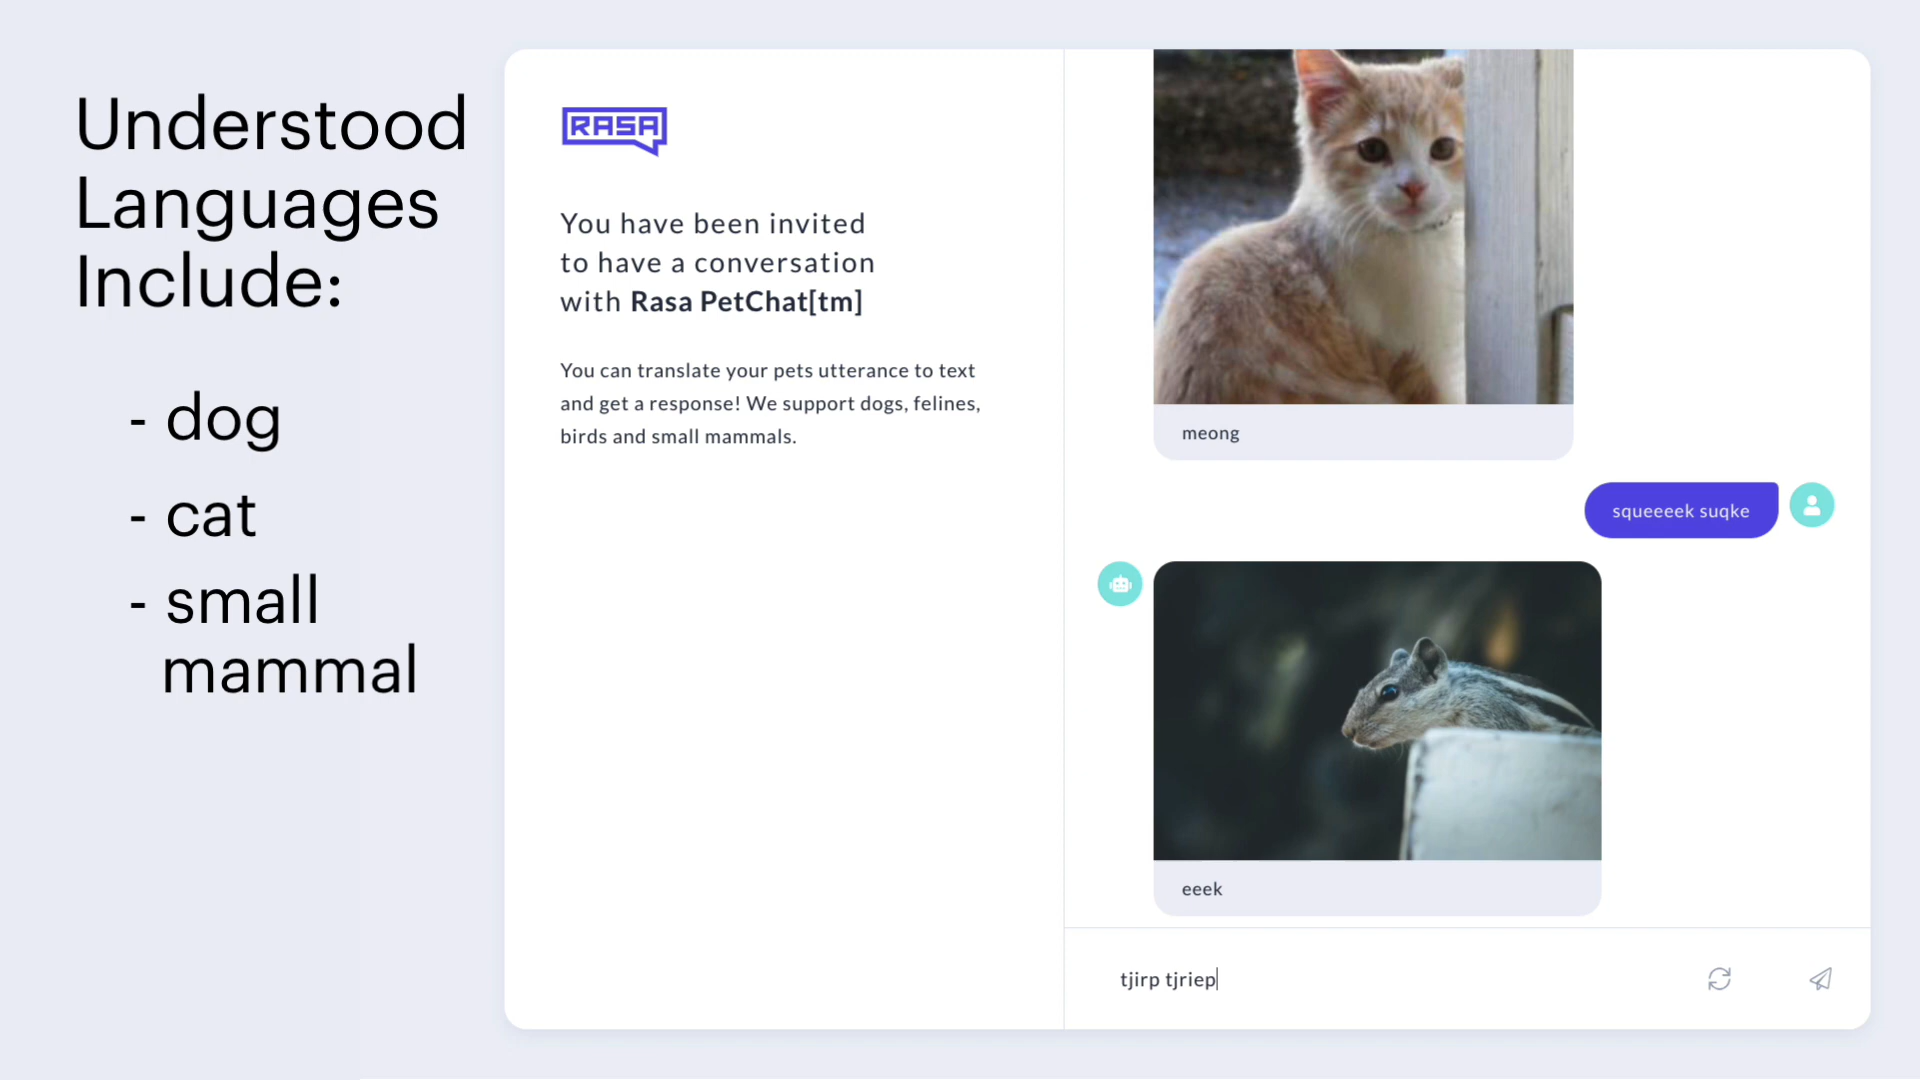 Understood
Languages
Include:
- dog
- cat
- small
mammal
RASA
You have been invited
to have a conversation
with Rasa PetChat[tm]
You can translate your pets utterance to text
and get a response! We support dogs, felines,
birds and small mammals.
meong
squeeeek suqke
eeek
tjirp tjriep